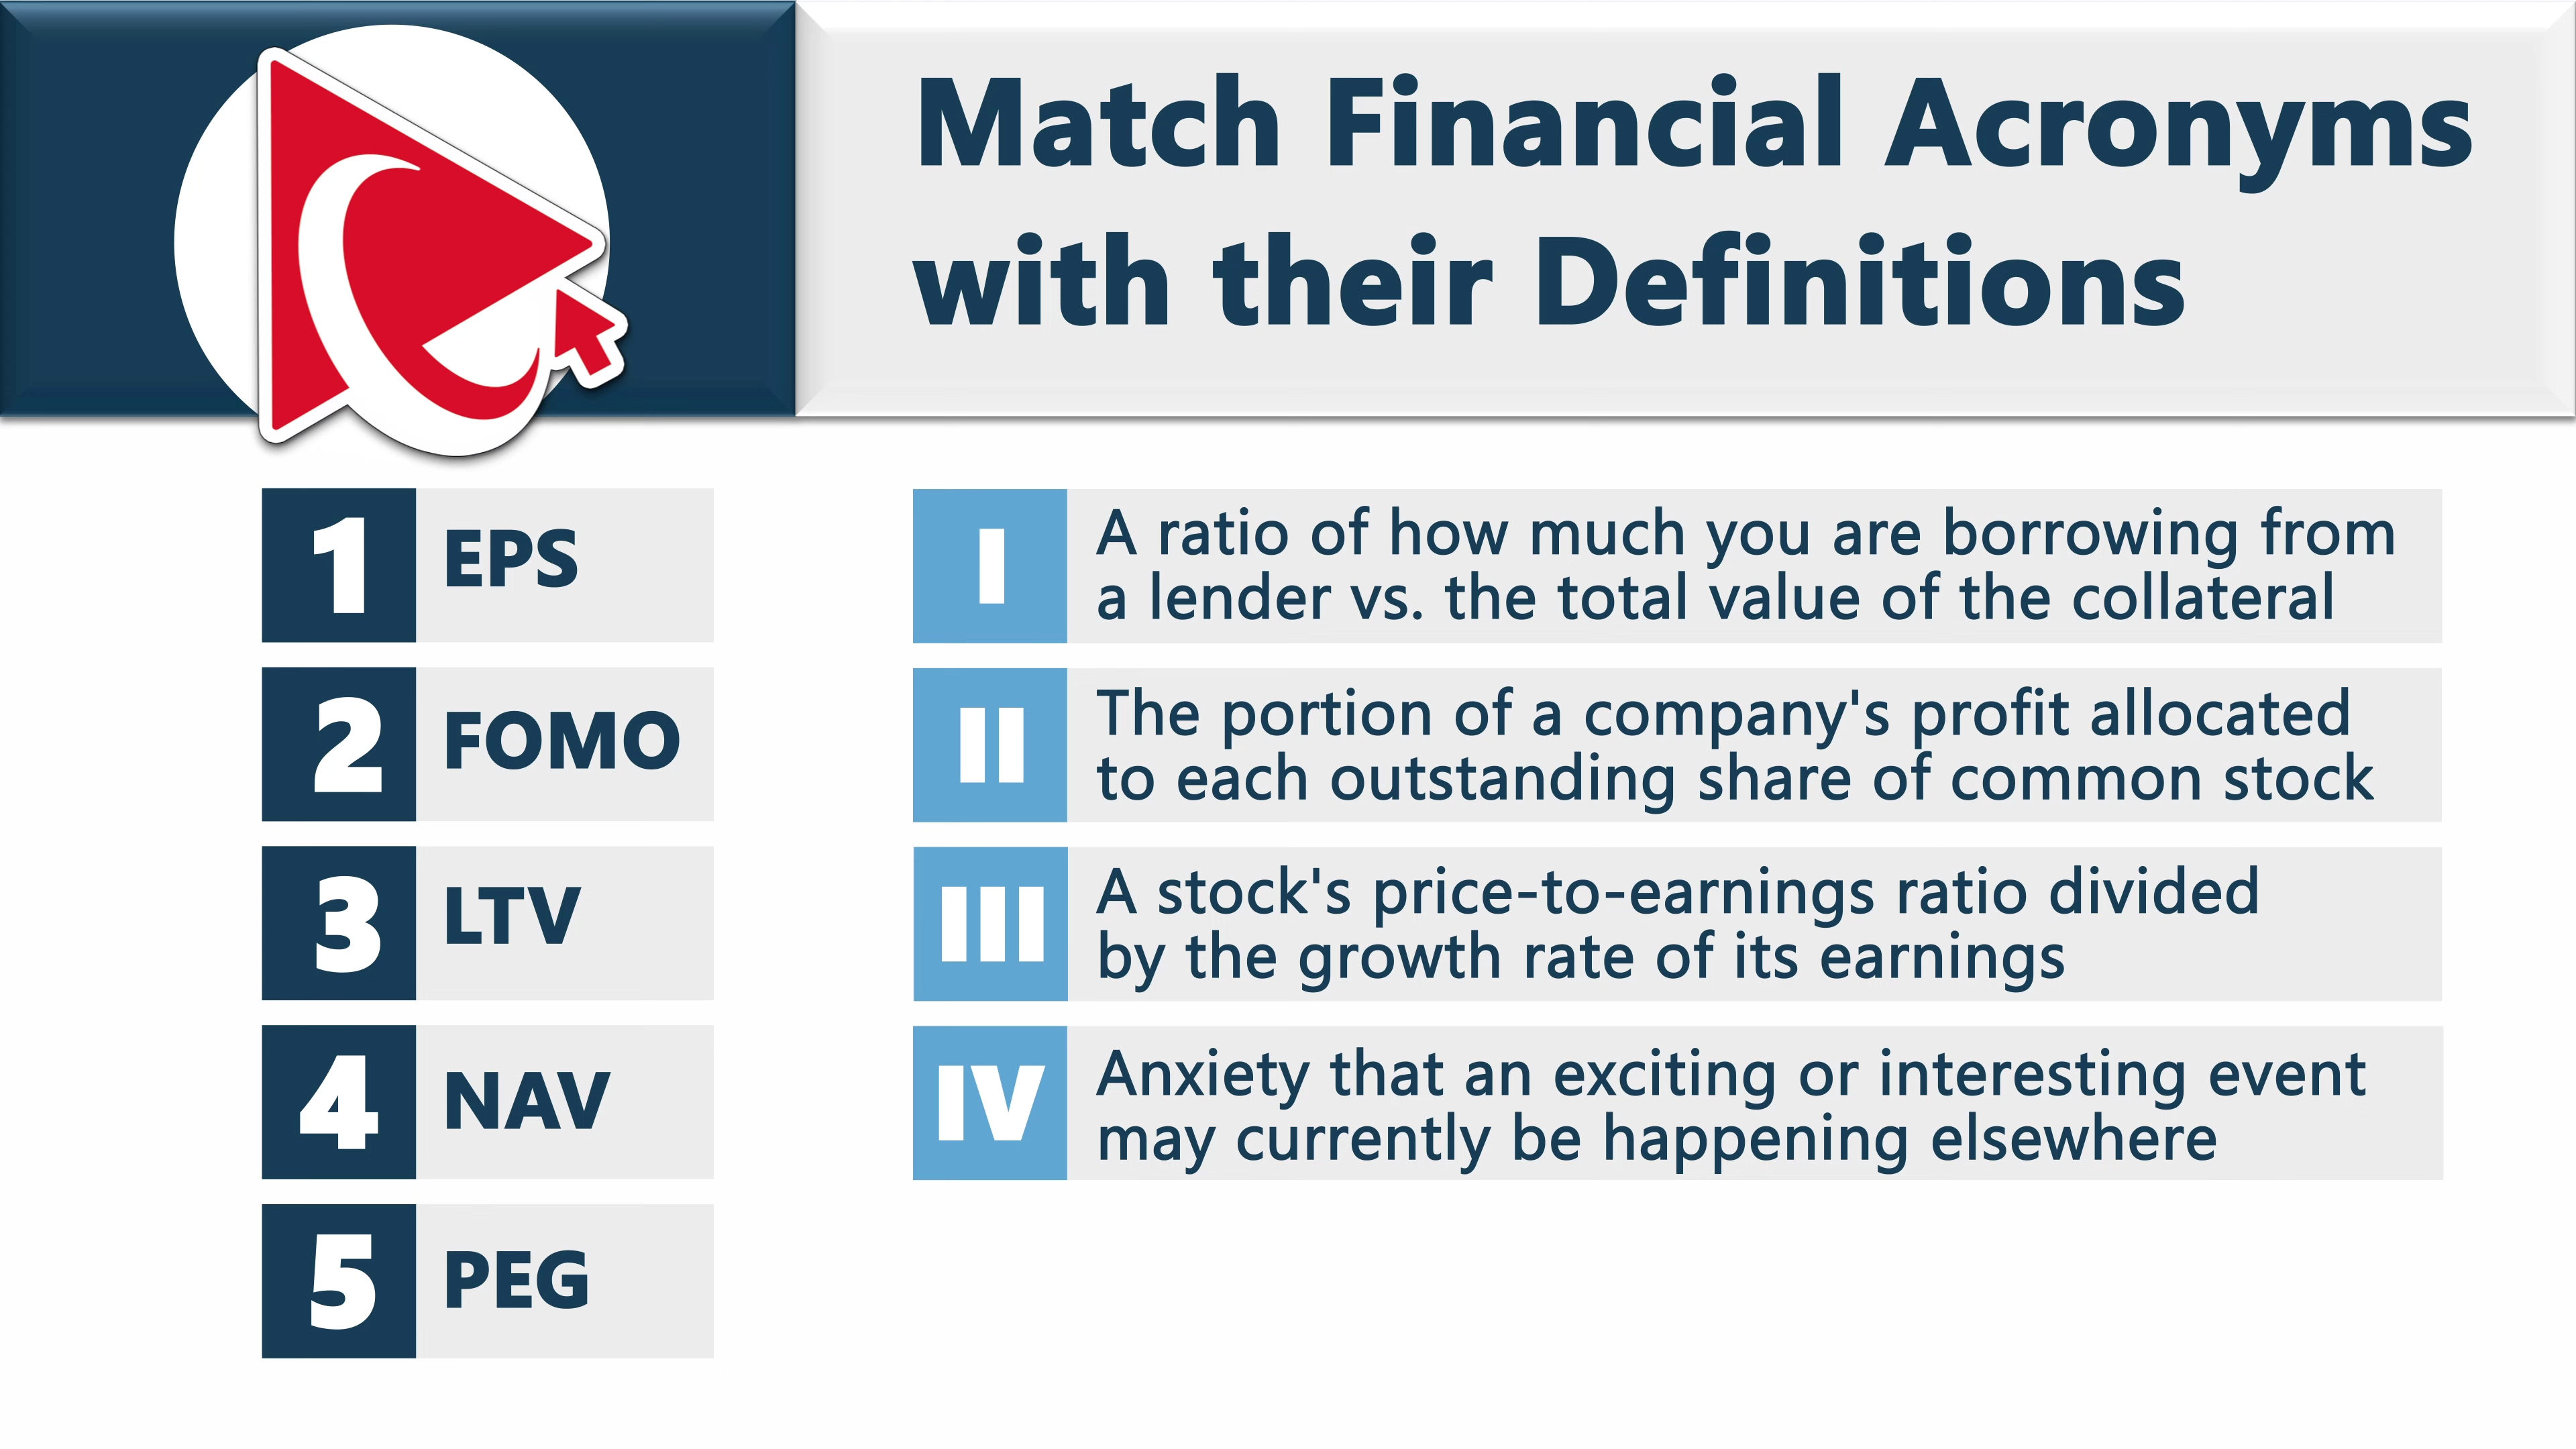 Match Financial Acronyms
with their Definitions
1 EPS
2 FOMO
3 LTV
4 NAV
5 PEG
I A ratio of how much you are borrowing from
a lender vs. the total value of the collateral
II The portion of a company's profit allocated
to each outstanding share of common stock
III A stock's price-to-earnings ratio divided
by the growth rate of its earnings
IV Anxiety that an exciting or interesting event
may currently be happening elsewhere